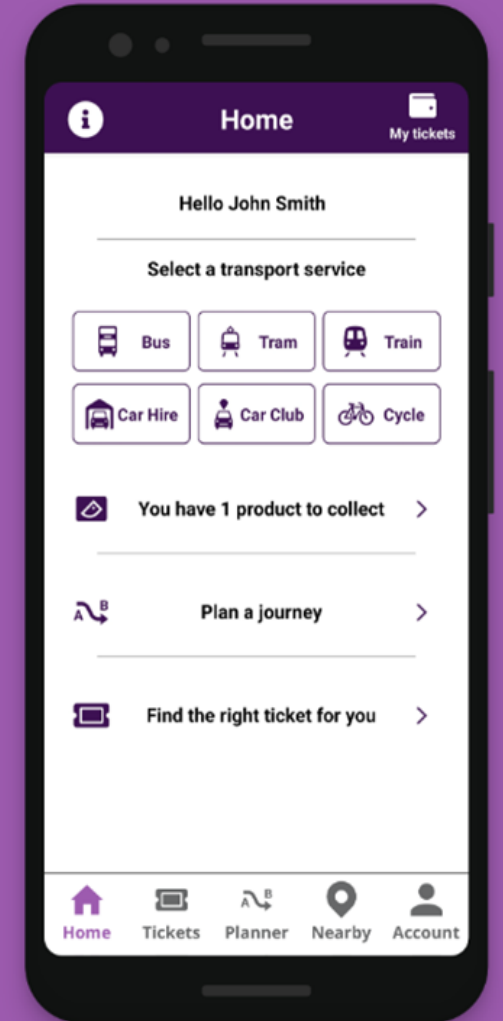 i
Home
My tickets
Hello John Smith
Select a transport service
Bus
Tram
Train
Car Hire
Car Club
Cycle
You have 1 product to collect
A B
Plan a journey
Find the right ticket for you
A B
Home
Tickets
Planner
Nearby
Account